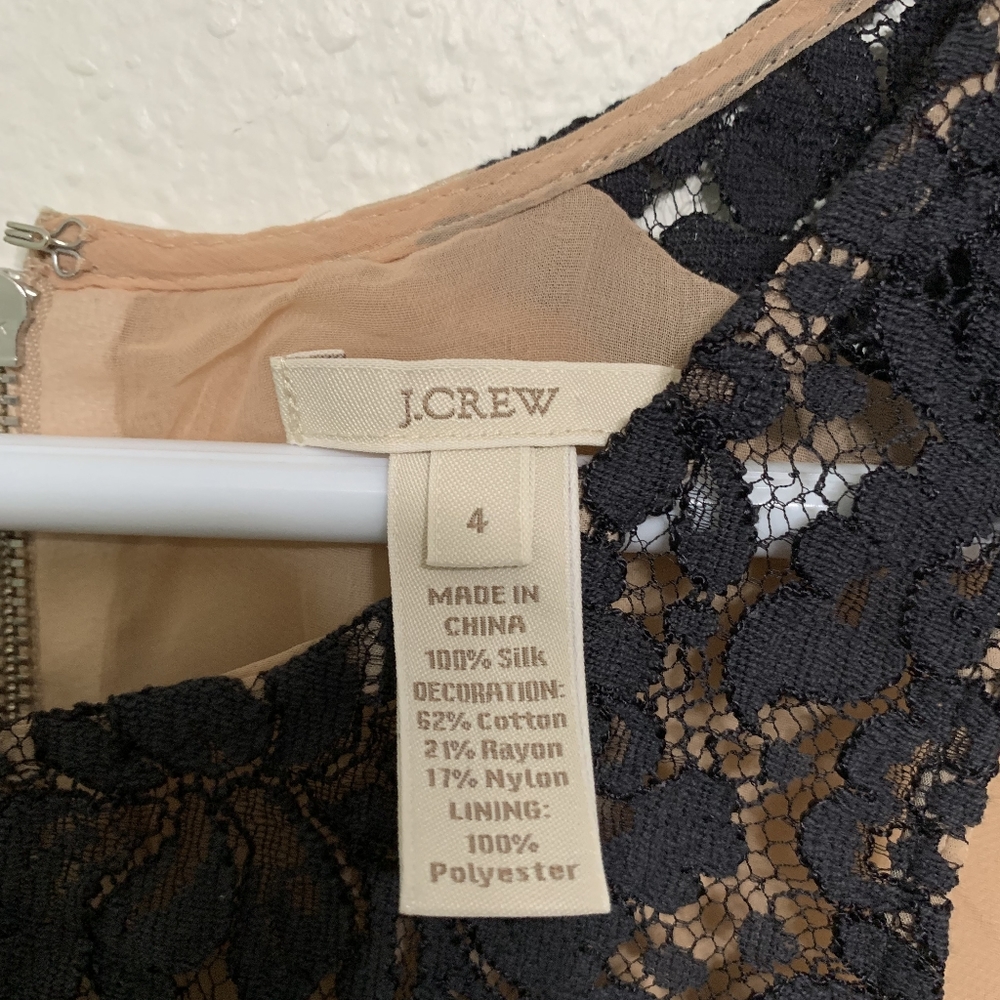 J.CREW
4
MADE IN
CHINA
100% Silk
DECORATION:
62% Cotton
21% Rayon
17% Nylon
LINING:
100%
Polyester